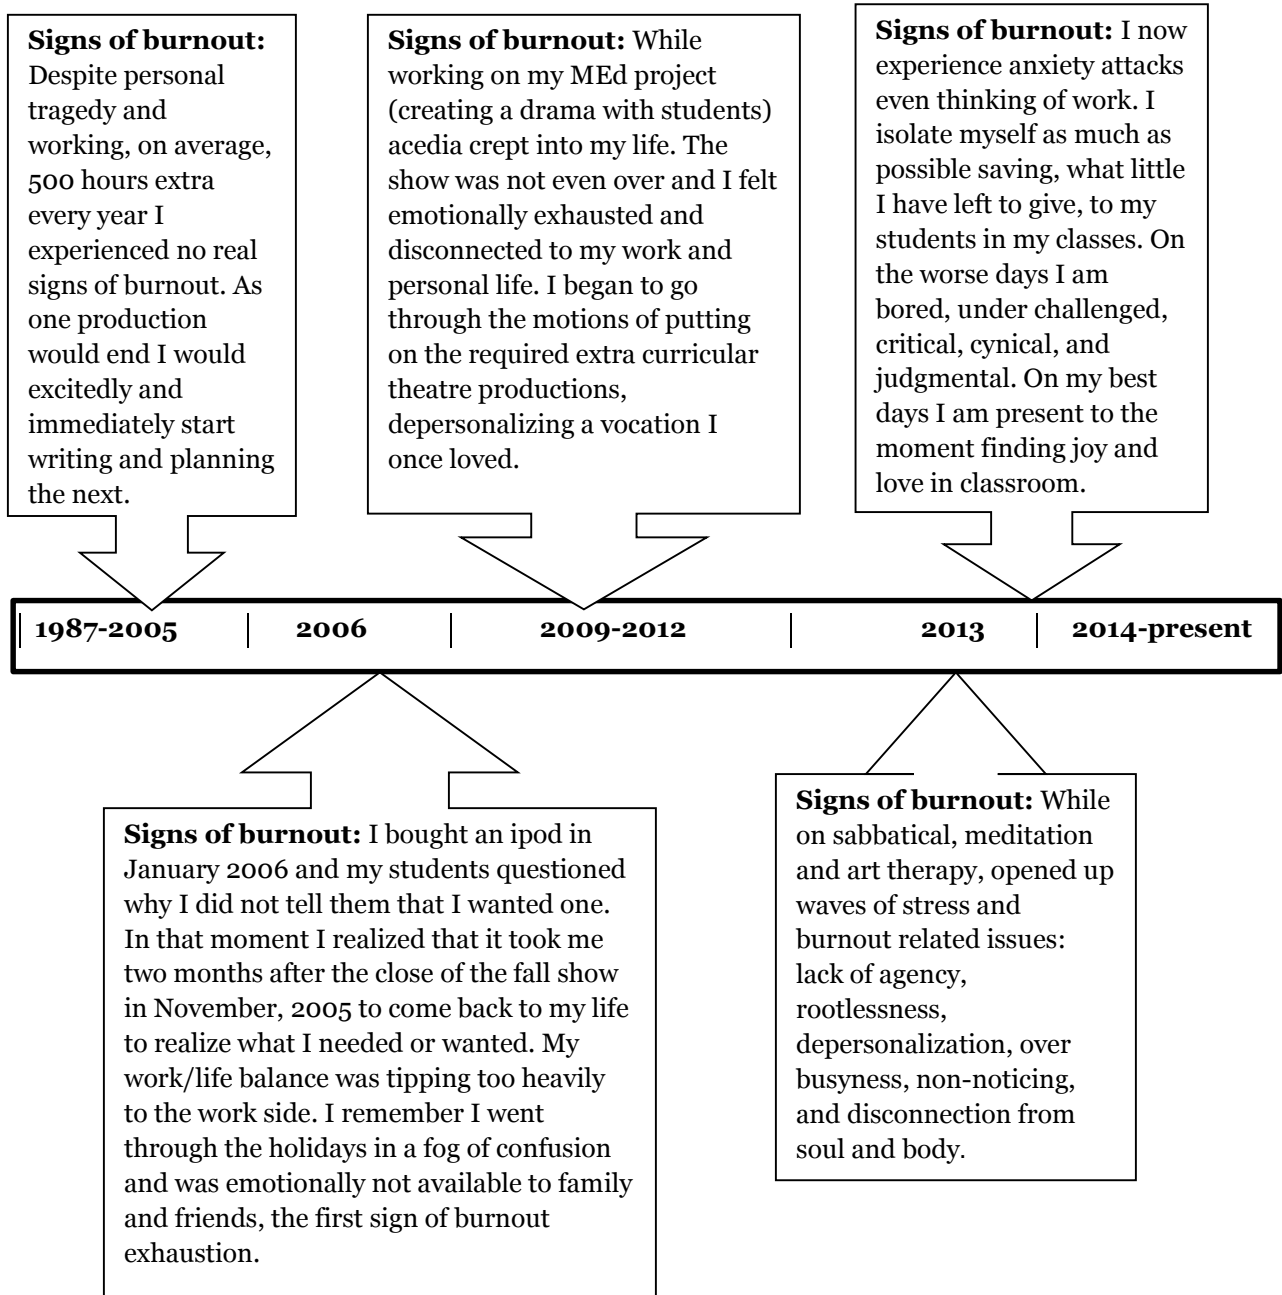 Signs of burnout:
Despite personal
tragedy and
working, on average,
500 hours extra
every year I
experienced no real
signs of burnout. As
one production
would end I would
excitedly and
immediately start
writing and planning
the next.
Signs of burnout: While
working on my MEd project
(creating a drama with students)
acedia crept into my life. The
show was not even over and I felt
emotionally exhausted and
disconnected to my work and
personal life. I began to go
through the motions of putting
on the required extra curricular
theatre productions,
depersonalizing a vocation I
once loved.
Signs of burnout: I now
experience anxiety attacks
even thinking of work. I
isolate myself as much as
possible saving, what little
I have left to give, to my
students in my classes. On
the worse days I am
bored, under challenged,
critical, cynical, and
judgmental. On my best
days I am present to the
moment finding joy and
love in classroom.
1987-2005 2006 2009-2012 2013 2014-present
Signs of burnout: I bought an ipod in
January 2006 and my students questioned
why I did not tell them that I wanted one.
In that moment I realized that it took me
two months after the close of the fall show
in November, 2005 to come back to my life
to realize what I needed or wanted. My
work/life balance was tipping too heavily
to the work side. I remember I went
through the holidays in a fog of confusion
and was emotionally not available to family
and friends, the first sign of burnout
exhaustion.
Signs of burnout: While
on sabbatical, meditation
and art therapy, opened up
waves of stress and
burnout related issues:
lack of agency,
rootlessness,
depersonalization, over
busyness, non-noticing,
and disconnection from
soul and body.